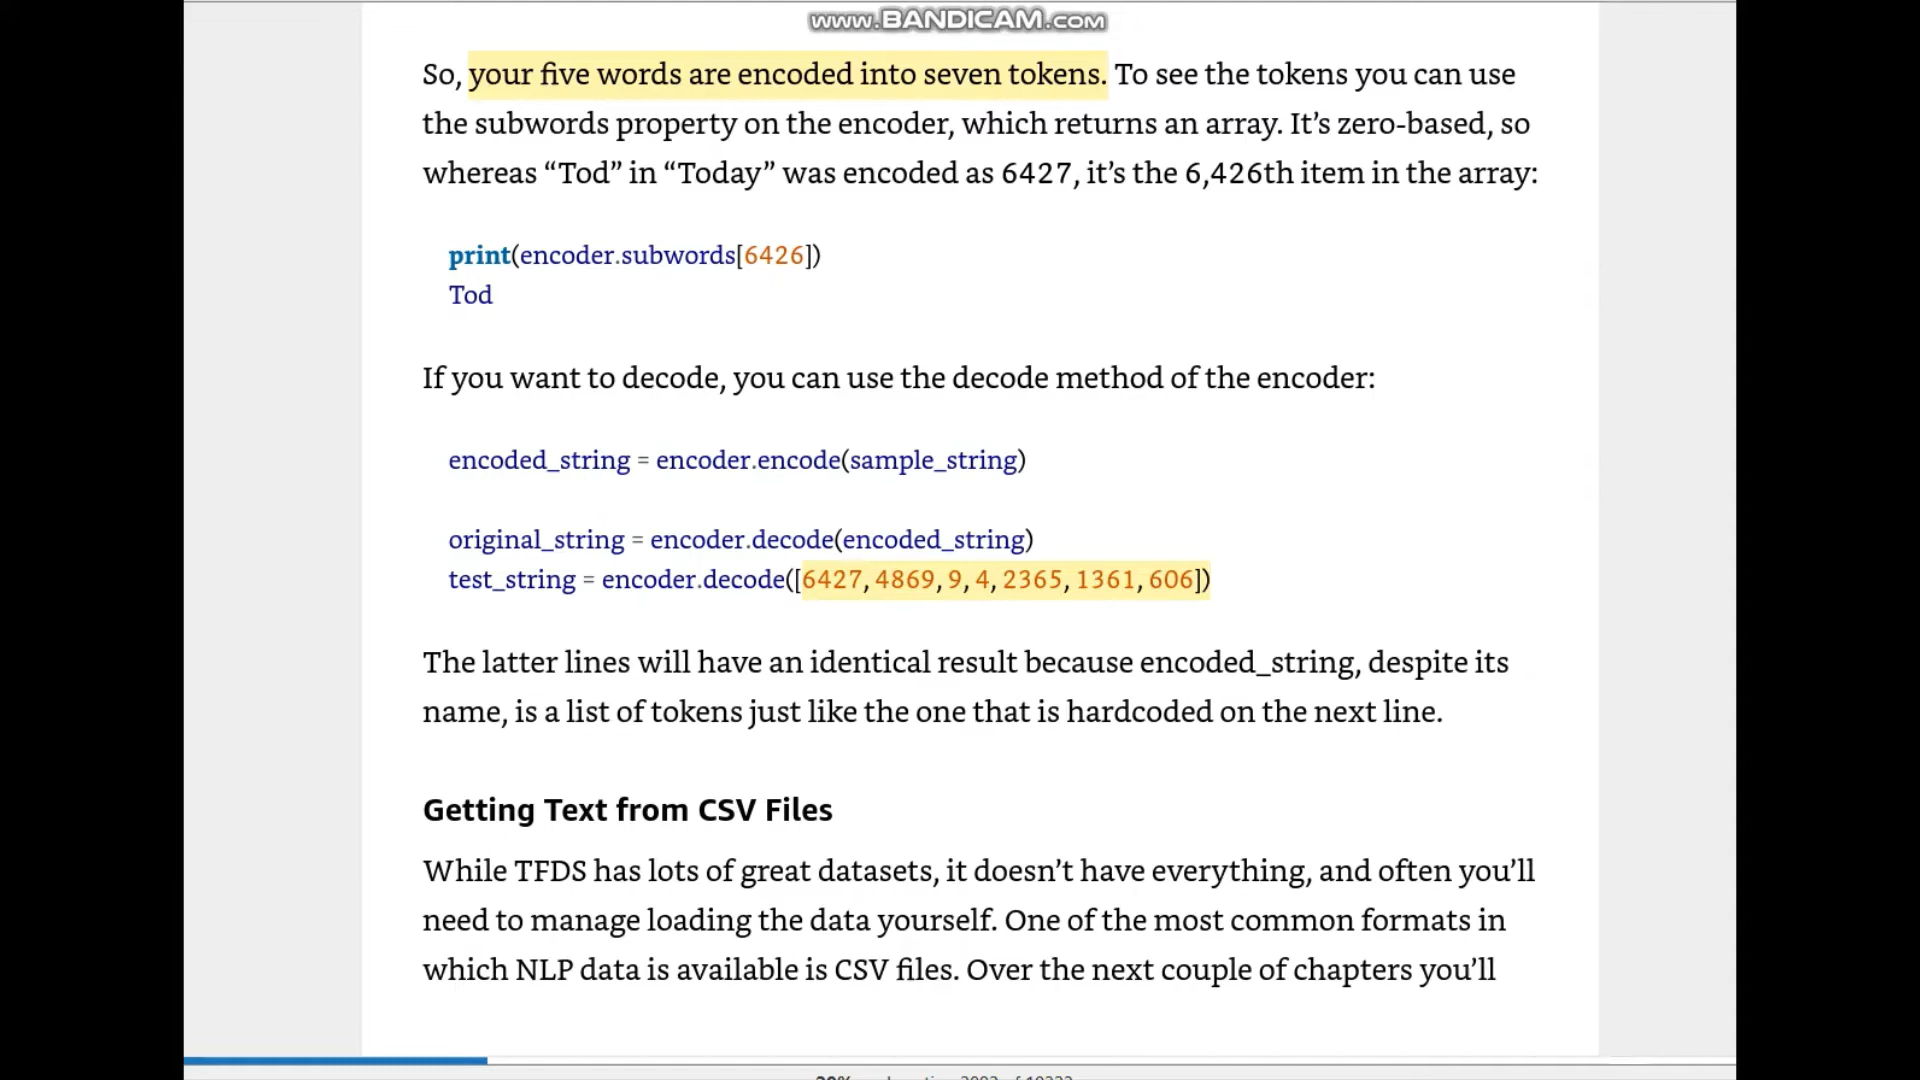 www.BANDICAM.com
So, your five words are encoded into seven tokens. To see the tokens you can use
the subwords property on the encoder, which returns an array. It’s zero-based, so
whereas “Tod” in “Today” was encoded as 6427, it’s the 6,426th item in the array:
print(encoder.subwords[6426])
Tod
If you want to decode, you can use the decode method of the encoder:
encoded_string = encoder.encode(sample_string)
original_string = encoder.decode(encoded_string)
test_string = encoder.decode([6427, 4869, 9, 4, 2365, 1361, 606])
The latter lines will have an identical result because encoded_string, despite its
name, is a list of tokens just like the one that is hardcoded on the next line.
Getting Text from CSV Files
While TFDS has lots of great datasets, it doesn’t have everything, and often you’ll
need to manage loading the data yourself. One of the most common formats in
which NLP data is available is CSV files. Over the next couple of chapters you’ll